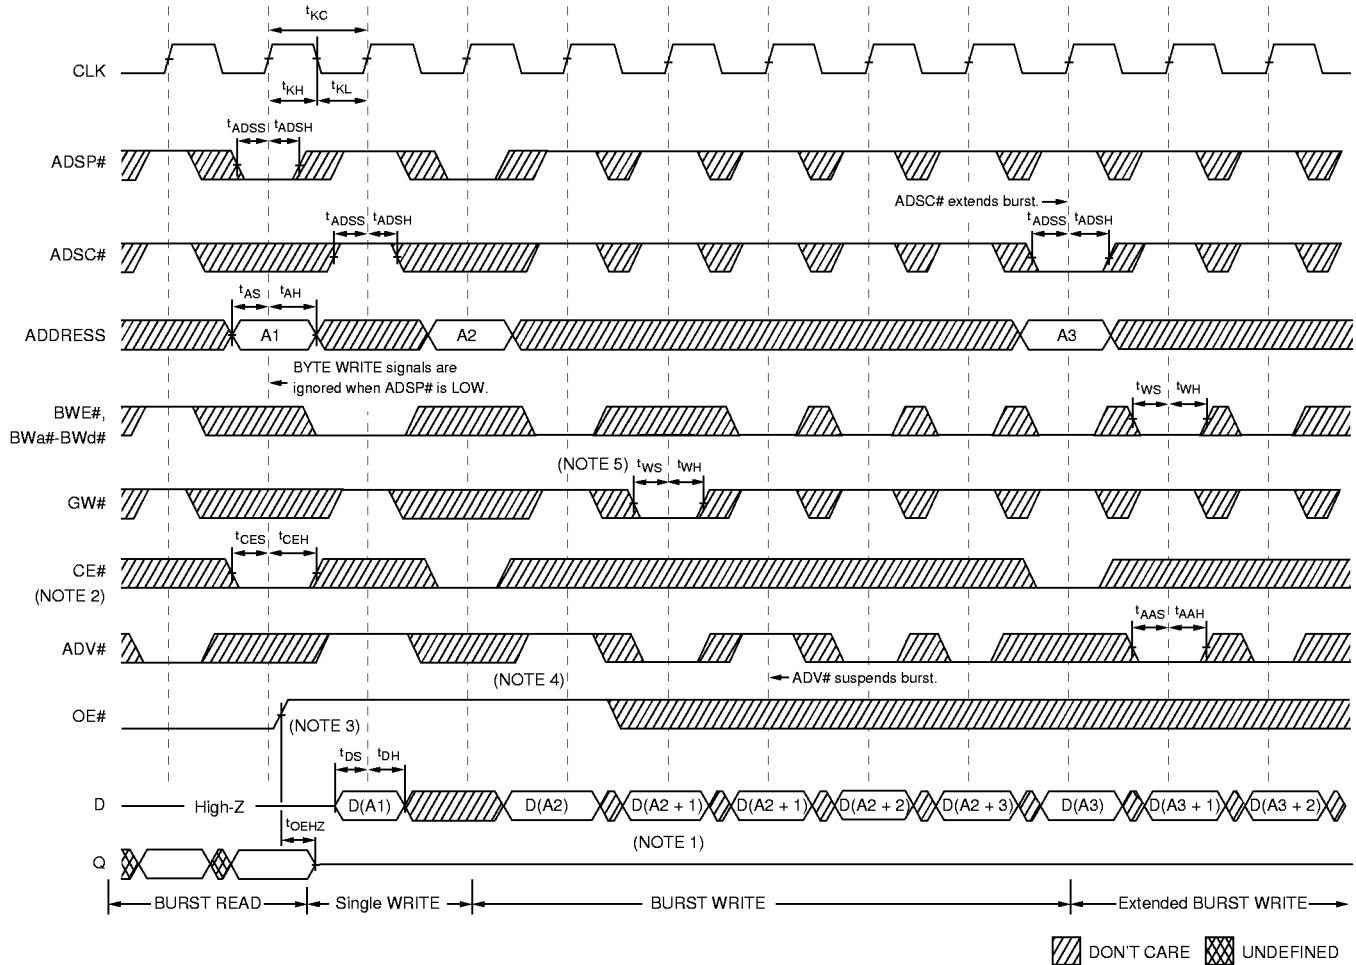 tKC
CLK
tKH tKL
tADSS tADSH
ADSP#
ADSC# extends burst.
tADSS tADSH tADSS tADSH
ADSC#
tAS tAH
ADDRESS A1 A2 A3
BYTE WRITE signals are
ignored when ADSP# is LOW.
tWS tWH
BWE#,
BWa#-BWd#
(NOTE 5) tWS tWH
GW#
tCES tCEH
CE#
(NOTE 2)
tAAS tAAH
ADV#
(NOTE 4) ADV# suspends burst.
OE# (NOTE 3)
tDS tDH
D High-Z D(A1) D(A2) D(A2 + 1) D(A2 + 1) D(A2 + 2) D(A2 + 3) D(A3) D(A3 + 1) D(A3 + 2)
tOEHZ (NOTE 1)
Q
BURST READ Single WRITE BURST WRITE Extended BURST WRITE
DON'T CARE UNDEFINED